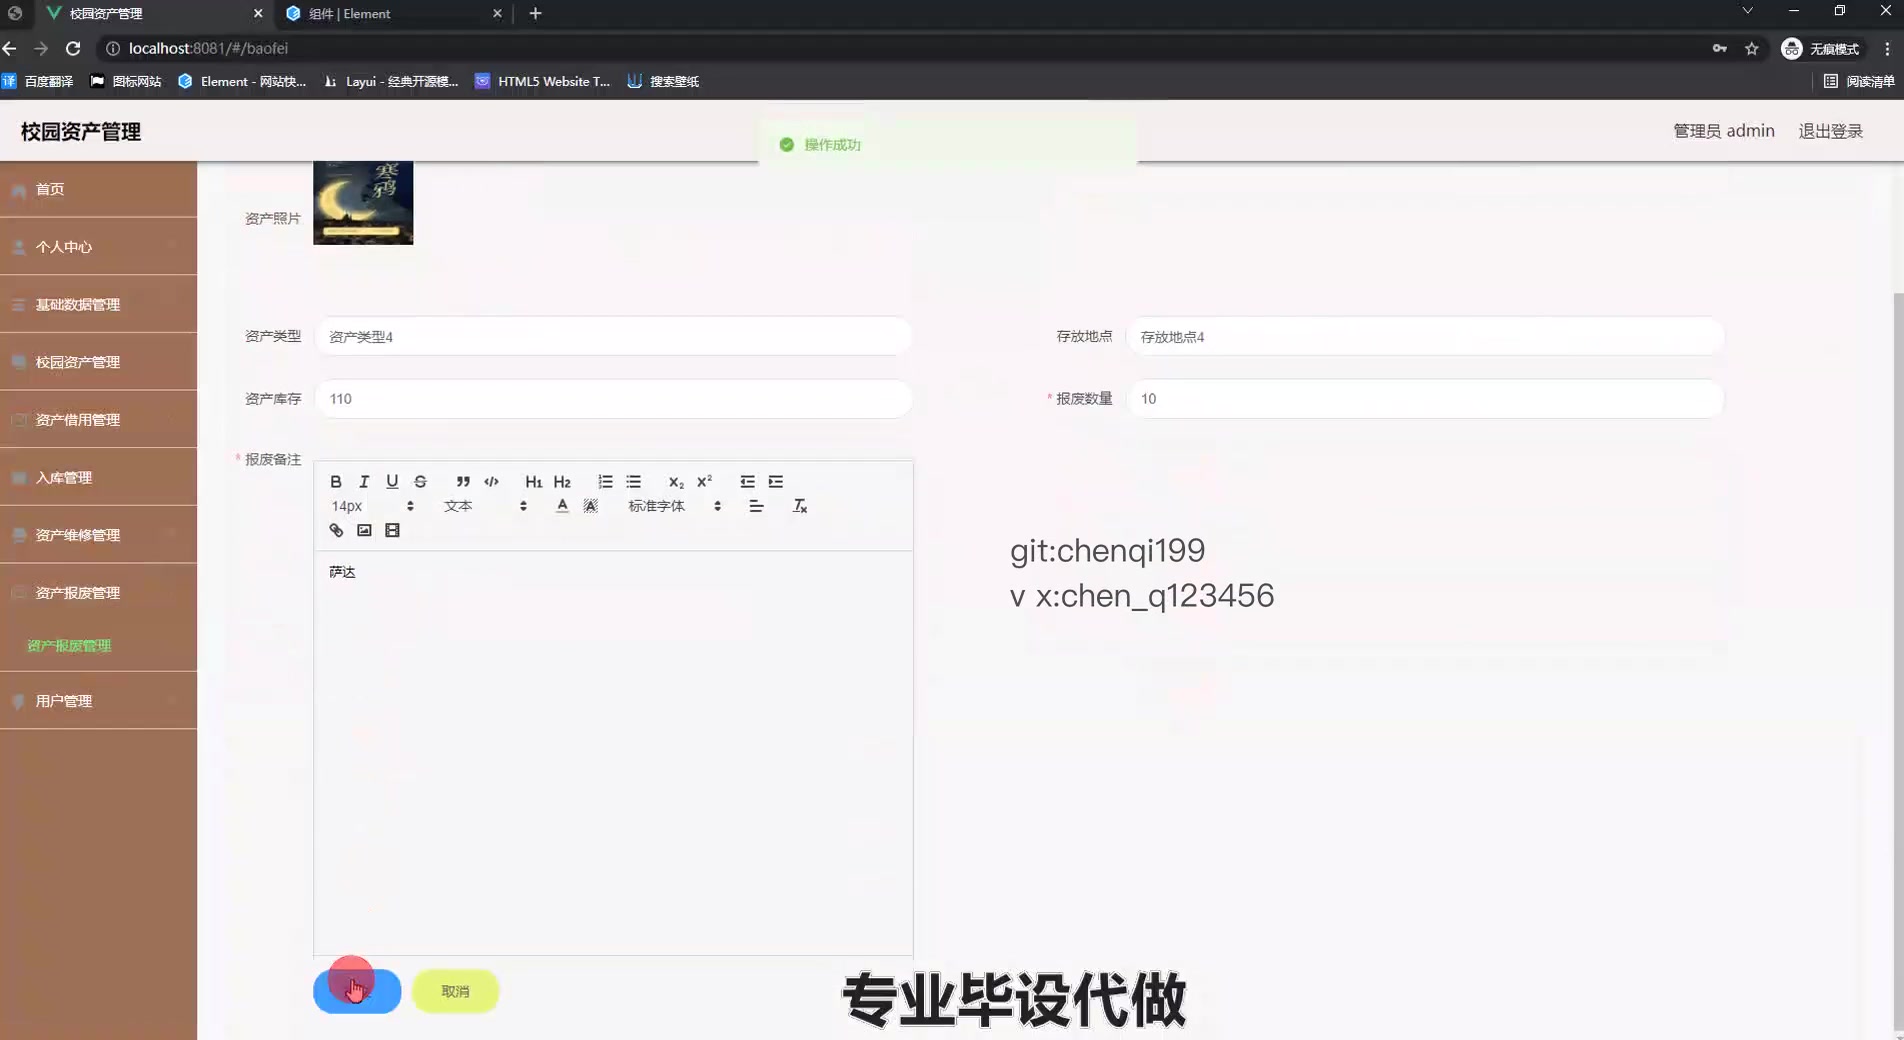 校园资产管理
组件 | Element
localhost:8081/#/baofei
无痕模式
译 百度翻译
图标网站
Element - 网站快...
Layui - 经典开源模...
HTML5 Website T...
搜索壁纸
阅读清单
校园资产管理
操作成功
管理员 admin
退出登录
首页
个人中心
基础数据管理
校园资产管理
资产借用管理
入库管理
资产维修管理
资产报废管理
资产报废管理
用户管理
资产照片
寒鸦
资产类型
资产类型4
存放地点
存放地点4
资产库存
110
* 报废数量
10
* 报废备注
B I U S H1 H2 x₂ x²
14px 文本 A A 标准字体 Tx
萨达
git:chenqi199
v x:chen_q123456
取消
专业毕设代做